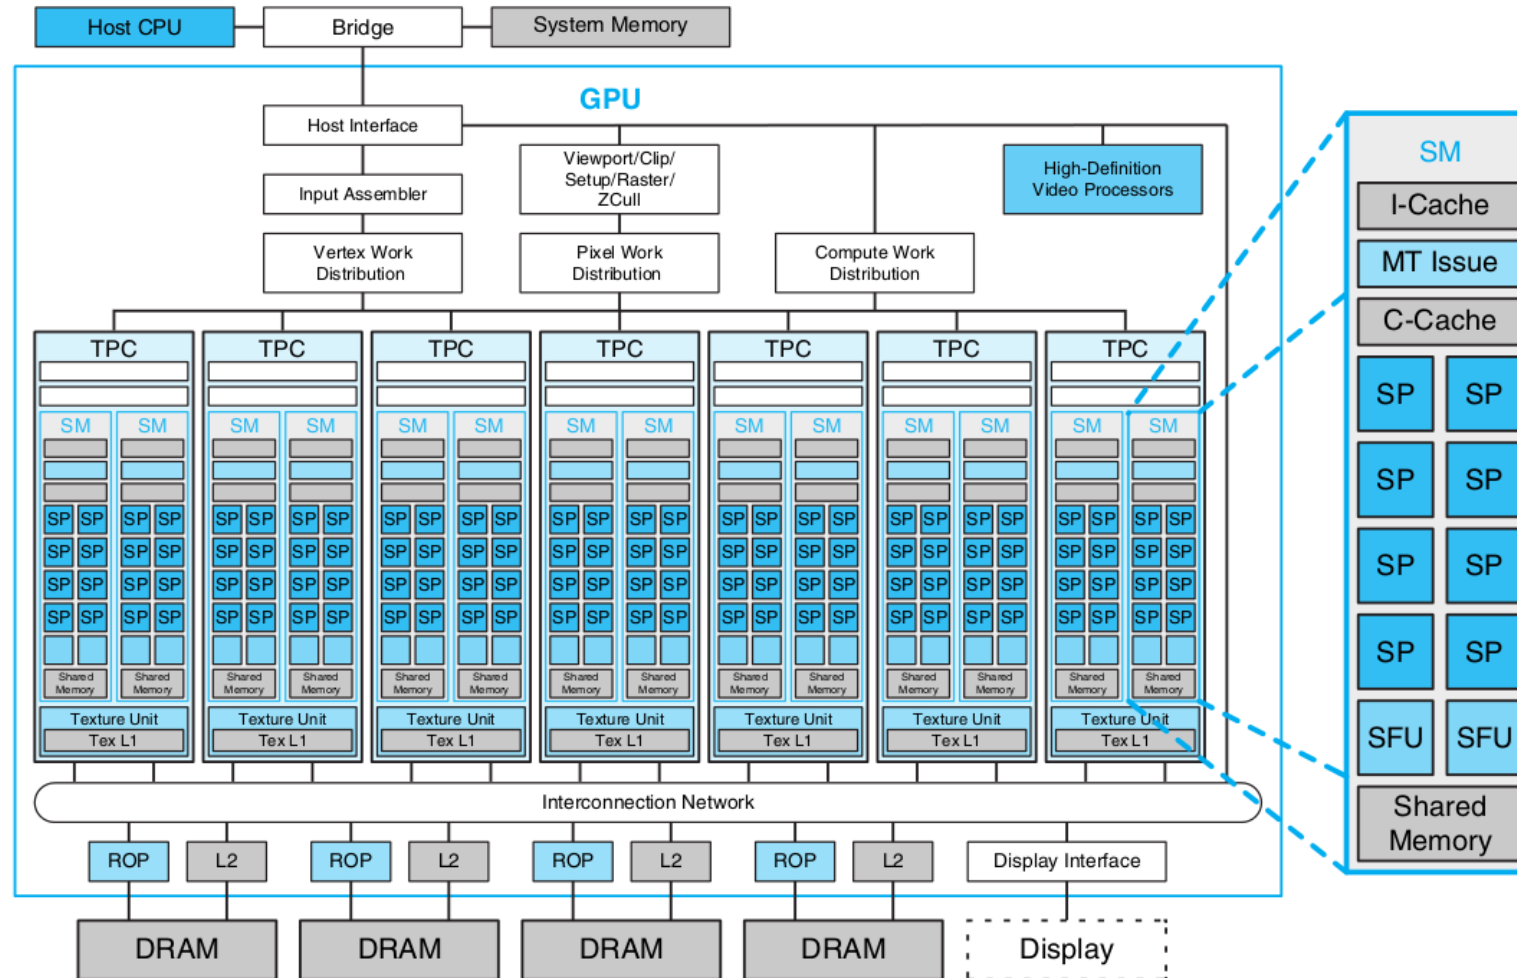 Host CPU
Bridge
System Memory
GPU
Host Interface
Viewport/Clip/
Setup/Raster/
ZCull
High-Definition
Video Processors
Input Assembler
Vertex Work
Distribution
Pixel Work
Distribution
Compute Work
Distribution
TPC TPC TPC TPC TPC TPC TPC
SM SM SM SM SM SM SM SM SM SM SM SM SM SM
SP SP SP SP SP SP SP SP SP SP SP SP SP SP SP SP SP SP SP SP SP SP SP SP SP SP SP SP
SP SP SP SP SP SP SP SP SP SP SP SP SP SP SP SP SP SP SP SP SP SP SP SP SP SP SP SP
SP SP SP SP SP SP SP SP SP SP SP SP SP SP SP SP SP SP SP SP SP SP SP SP SP SP SP SP
SP SP SP SP SP SP SP SP SP SP SP SP SP SP SP SP SP SP SP SP SP SP SP SP SP SP SP SP
Shared Shared Shared Shared Shared Shared Shared Shared Shared Shared Shared Shared Shared Shared
Memory Memory Memory Memory Memory Memory Memory Memory Memory Memory Memory Memory Memory Memory
Texture Unit Texture Unit Texture Unit Texture Unit Texture Unit Texture Unit Texture Unit
Tex L1 Tex L1 Tex L1 Tex L1 Tex L1 Tex L1 Tex L1
Interconnection Network
ROP L2 ROP L2 ROP L2 ROP L2 Display Interface
DRAM DRAM DRAM DRAM Display
SM
I-Cache
MT Issue
C-Cache
SP SP
SP SP
SP SP
SP SP
SFU SFU
Shared
Memory